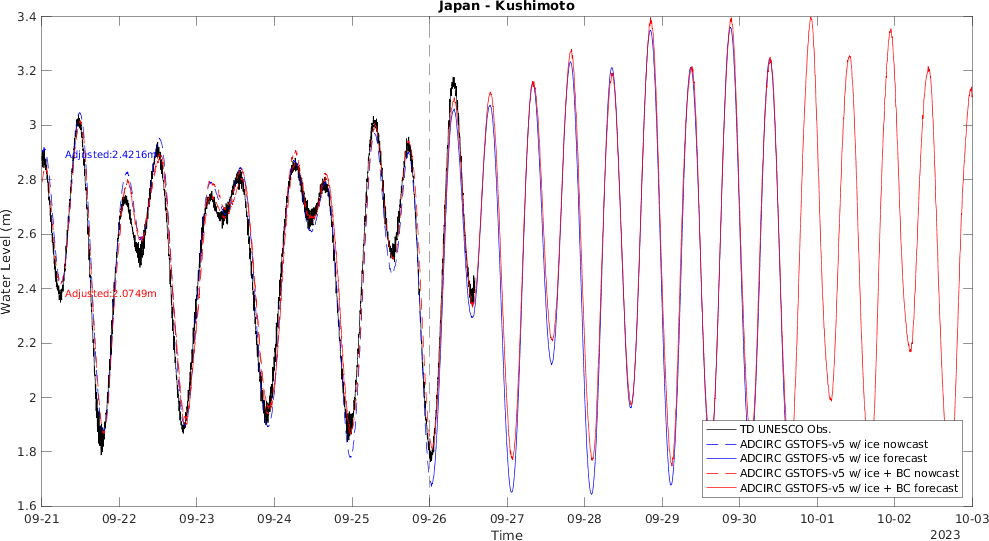 Japan - Kushimoto
Water Level (m)
3.4
3.2
3
2.8
2.6
2.4
2.2
2
1.8
1.6
Adjusted:2.4216m
Adjusted:2.0749m
TD UNESCO Obs.
ADCIRC GSTOFS-v5 w/ ice nowcast
ADCIRC GSTOFS-v5 w/ ice forecast
ADCIRC GSTOFS-v5 w/ ice + BC nowcast
ADCIRC GSTOFS-v5 w/ ice + BC forecast
09-21 09-22 09-23 09-24 09-25 09-26 09-27 09-28 09-29 09-30 10-01 10-02 10-03
Time
2023